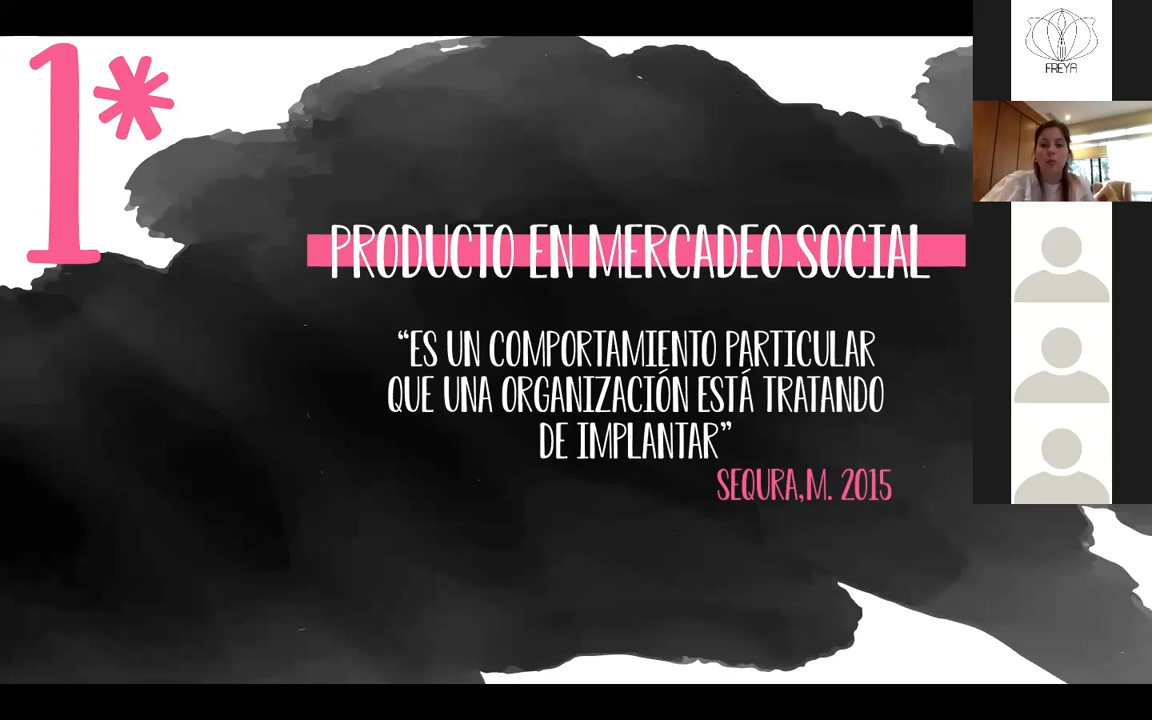 1*
FREYA
PRODUCTO EN MERCADEO SOCIAL
“ES UN COMPORTAMIENTO PARTICULAR
QUE UNA ORGANIZACIÓN ESTÁ TRATANDO
DE IMPLANTAR”
SEQURA,M. 2015